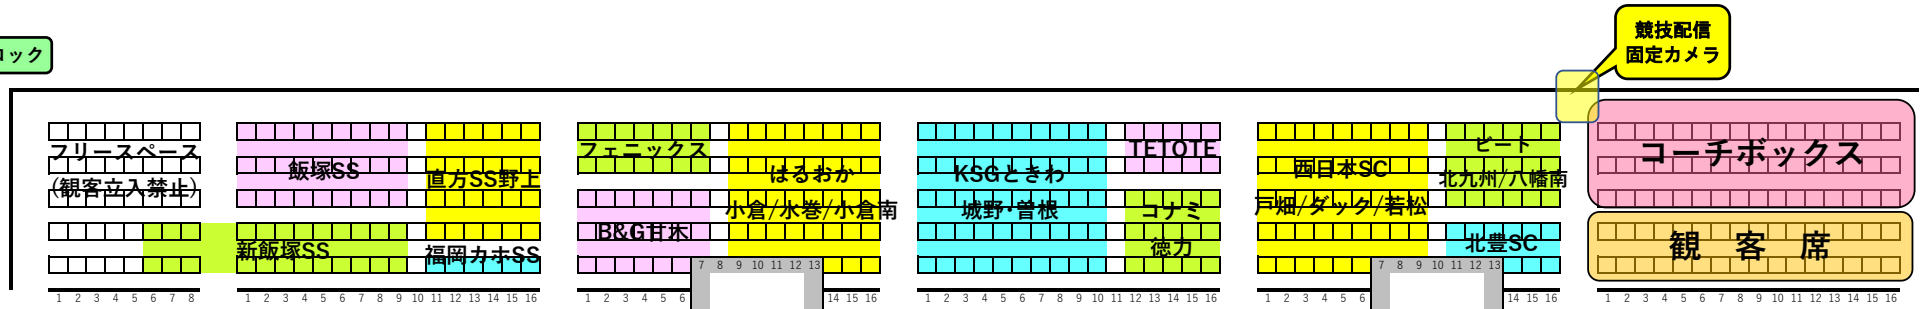 ロック
競技配信
固定カメラ
フリースペース
(観客立入禁止)
飯塚SS
直方SS野上
新飯塚SS
福岡カホSS
フェニックス
はるおか
小倉/水巻/小倉南
B&G甘木
KSGときわ
城野・曽根
TETOTE
コナミ
徳力
西日本SC
戸畑/ダック/若松
ビート
北九州/八幡南
北豊SC
コーチボックス
観 客 席
7 8 9 10 11 12 13
7 8 9 10 11 12 13
1 2 3 4 5 6 7 8
1 2 3 4 5 6 7 8 9 10 11 12 13 14 15 16
1 2 3 4 5 6
14 15 16
1 2 3 4 5 6 7 8 9 10 11 12 13 14 15 16
1 2 3 4 5 6
14 15 16
1 2 3 4 5 6 7 8 9 10 11 12 13 14 15 16